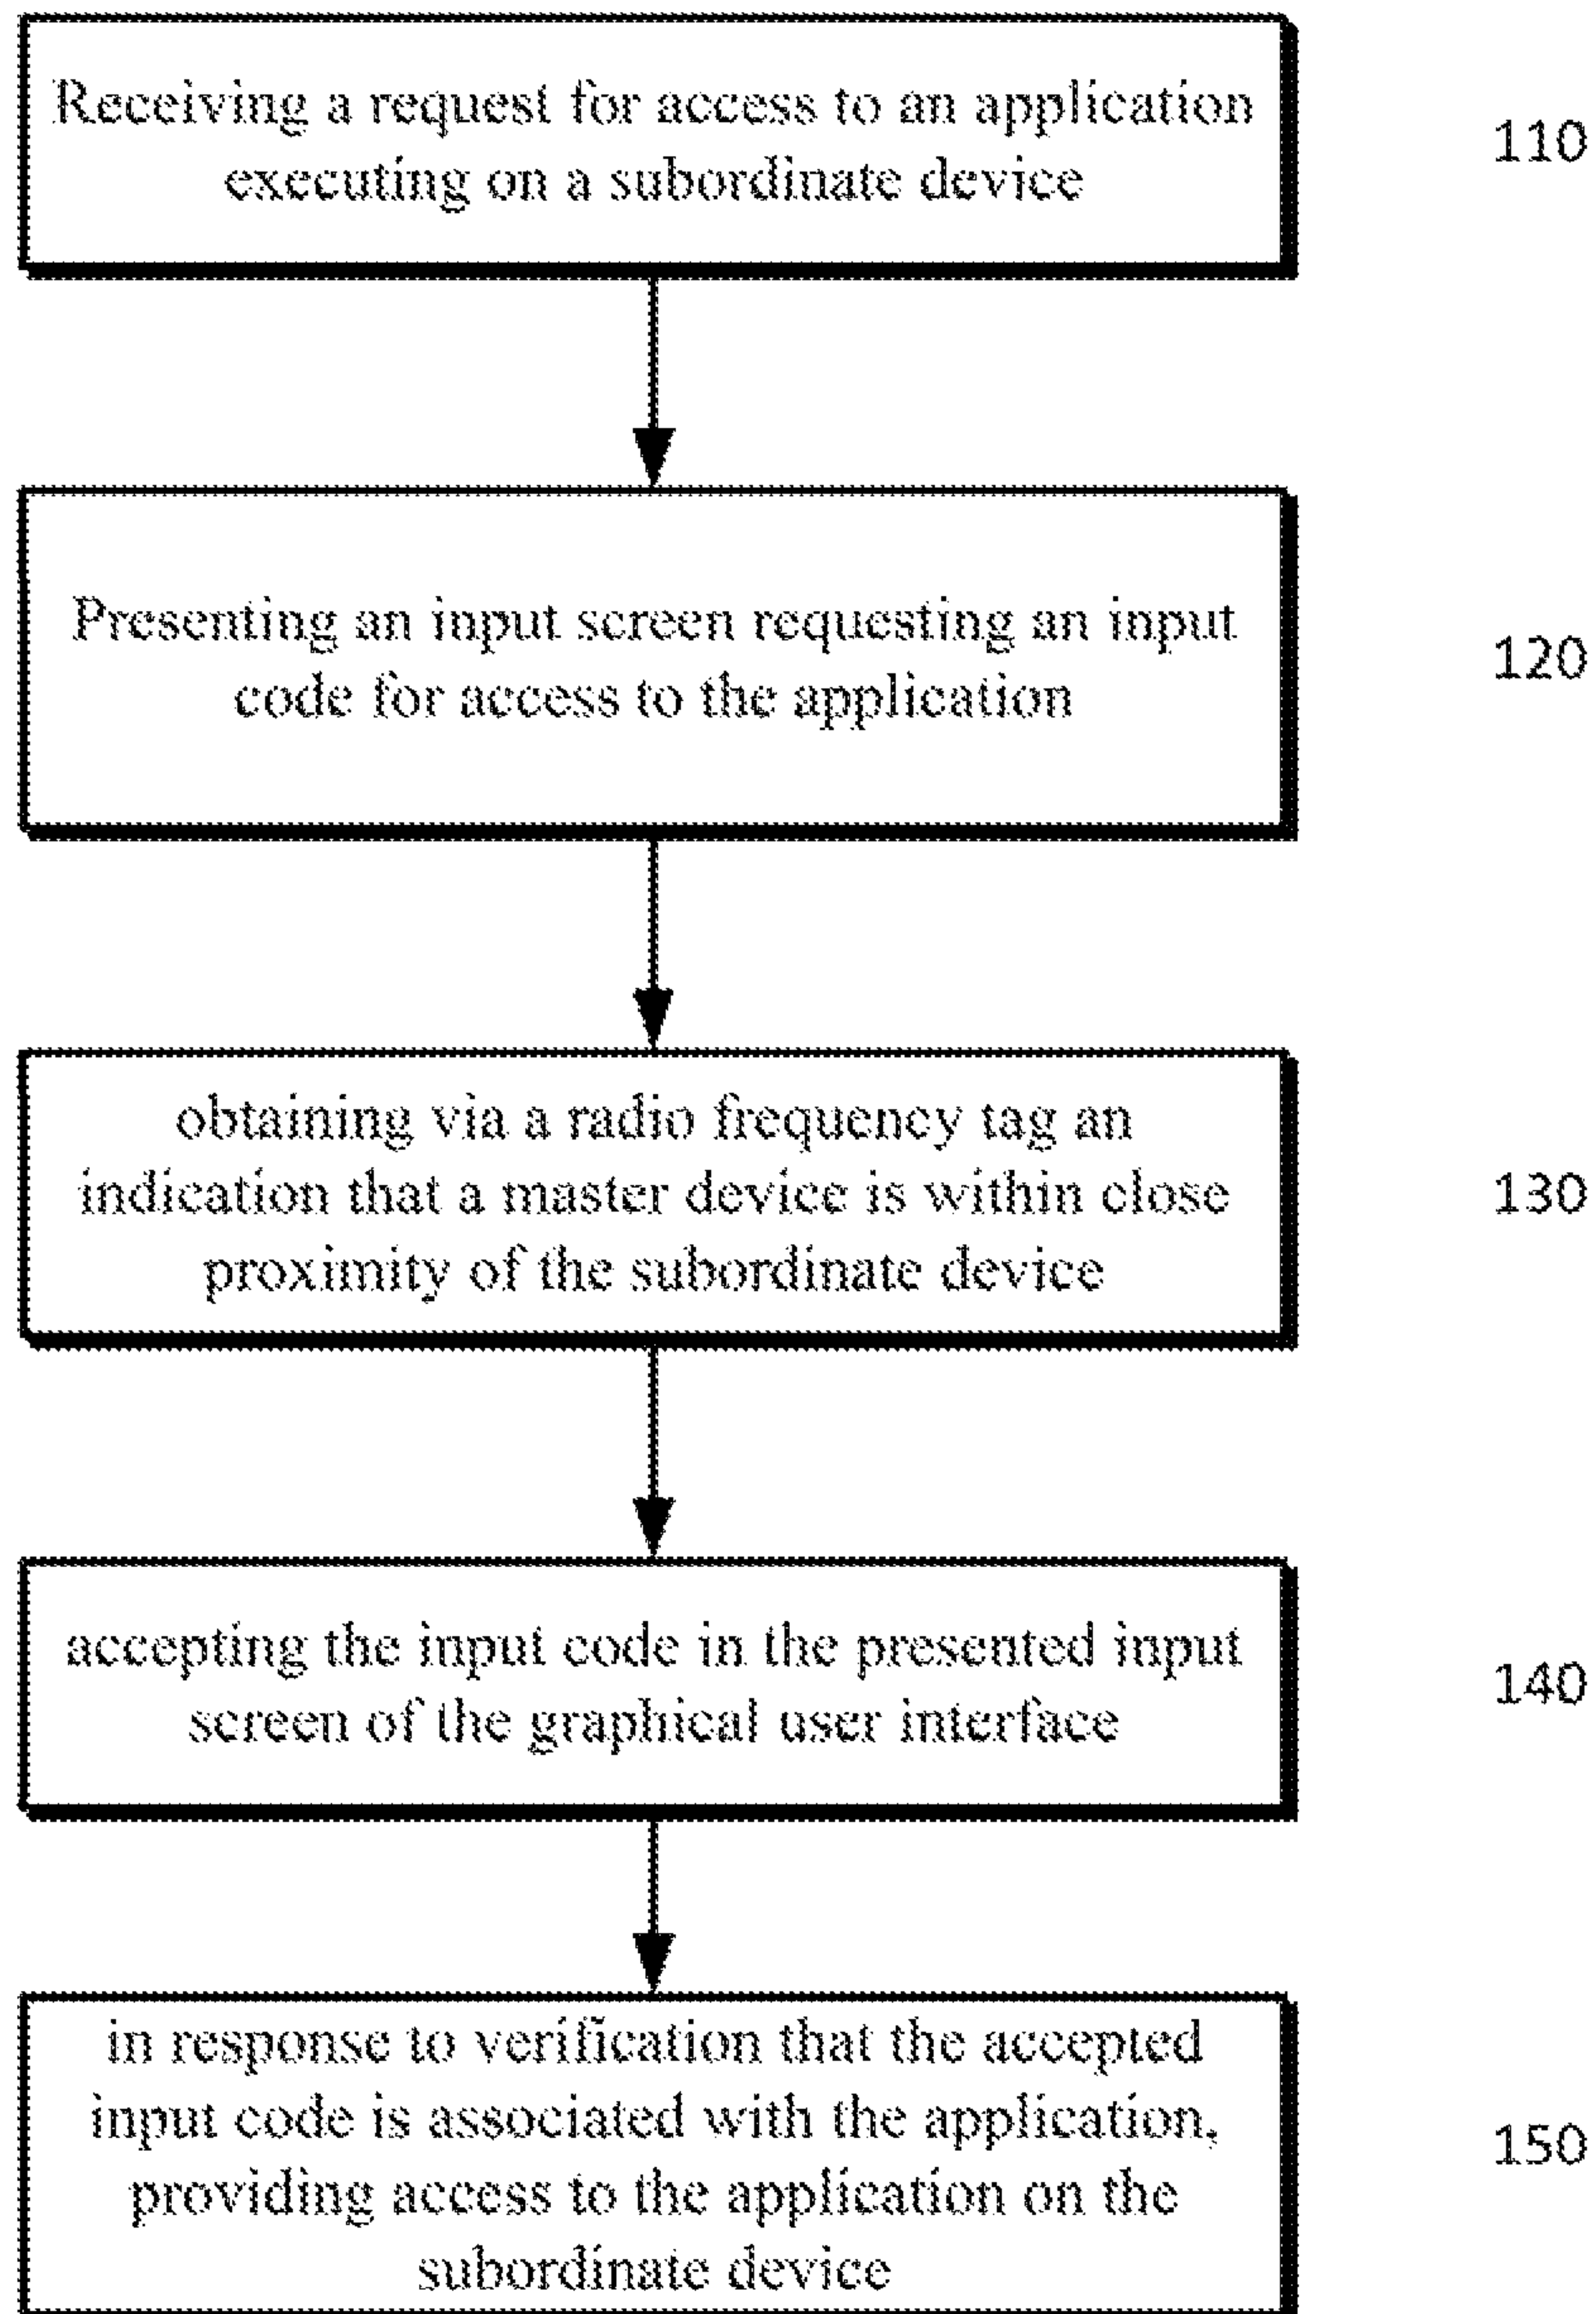 Receiving a request for access to an application
executing on a subordinate device
110
Presenting an input screen requesting an input
code for access to the application
120
obtaining via a radio frequency tag an
indication that a master device is within close
proximity of the subordinate device
130
accepting the input code in the presented input
screen of the graphical user interface
140
in response to verification that the accepted
input code is associated with the application,
providing access to the application on the
subordinate device
150